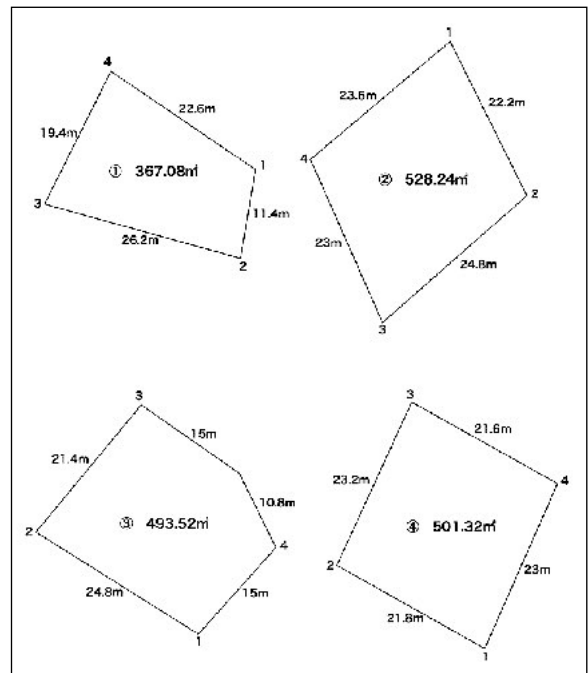 4
22.6m
19.4m
① 367.08㎡
1
11.4m
3
26.2m
2
1
23.6m
22.2m
4
② 528.24㎡
2
23m
24.8m
3
3
15m
21.4m
10.8m
③ 493.52㎡
2
4
24.8m
15m
1
3
21.6m
23.2m
4
④ 501.32㎡
2
23m
21.8m
1